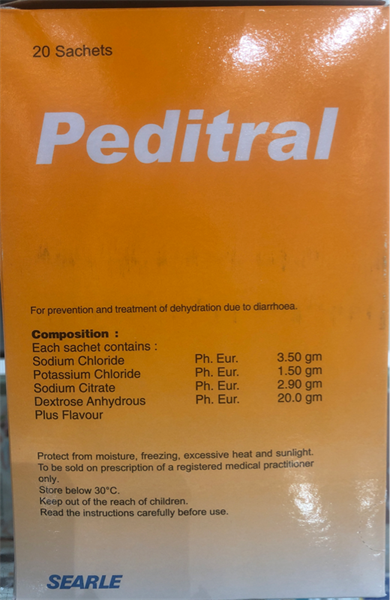 20 Sachets
Peditral
For prevention and treatment of dehydration due to diarrhoea.
Composition :
Each sachet contains :
Sodium Chloride Ph. Eur. 3.50 gm
Potassium Chloride Ph. Eur. 1.50 gm
Sodium Citrate Ph. Eur. 2.90 gm
Dextrose Anhydrous Ph. Eur. 20.0 gm
Plus Flavour
Protect from moisture, freezing, excessive heat and sunlight.
To be sold on prescription of a registered medical practitioner
only.
Store below 30°C.
Keep out of the reach of children.
Read the instructions carefully before use.
SEARLE